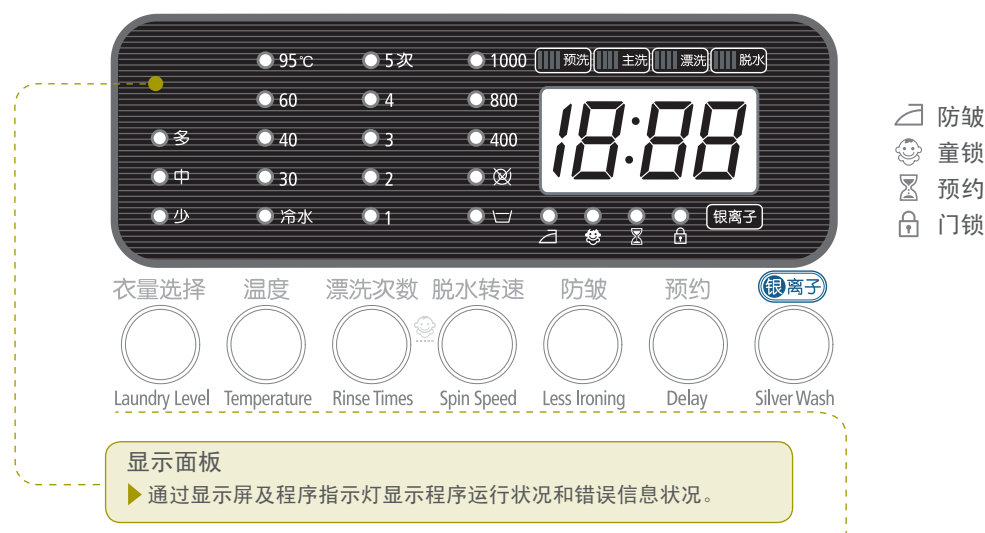 95℃ 5次 1000 预洗 主洗 漂洗 脱水
60 4 800
多 40 3 400 18:88
中 30 2
少 冷水 1 银离子
防皱
童锁
预约
门锁
衣量选择 温度 漂洗次数 脱水转速 防皱 预约 银离子
Laundry Level Temperature Rinse Times Spin Speed Less Ironing Delay Silver Wash
显示面板
通过显示屏及程序指示灯显示程序运行状况和错误信息状况。